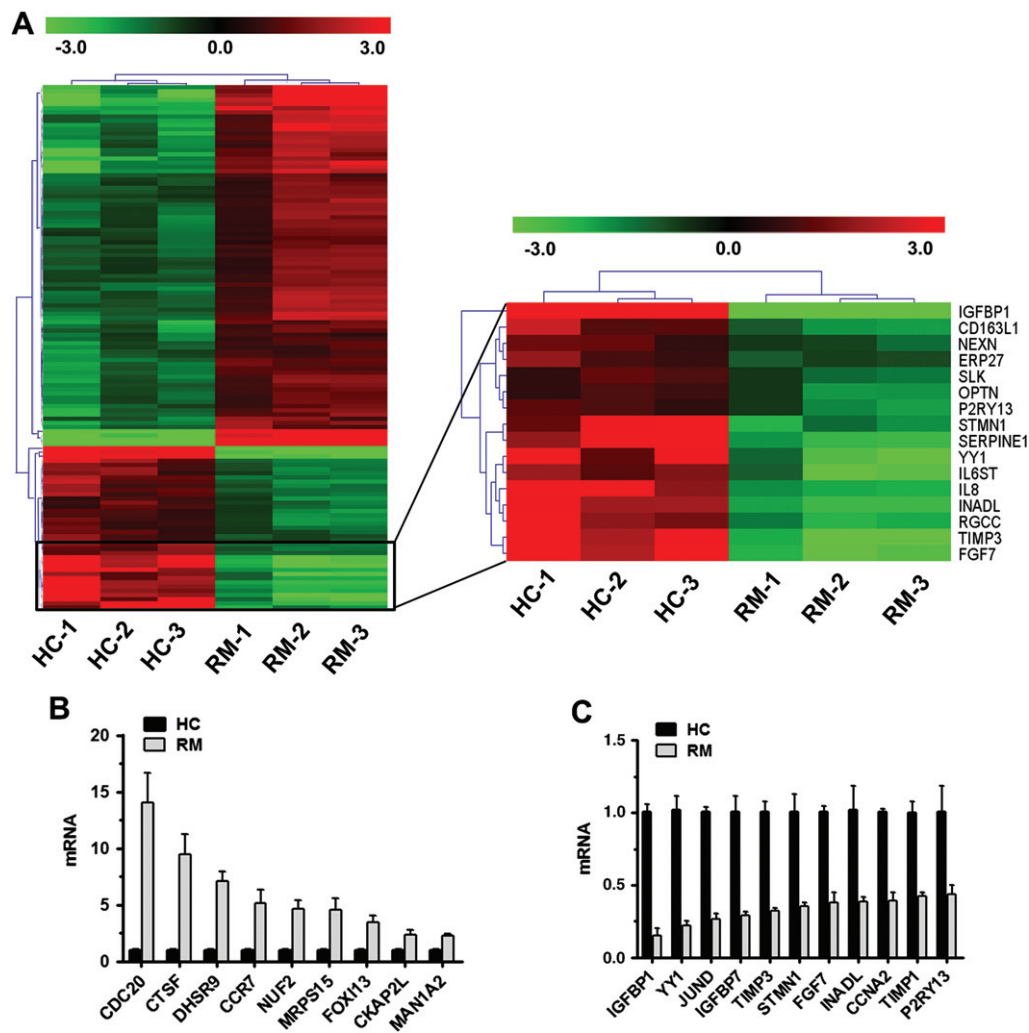 A
-3.0 0.0 3.0
HC-1 HC-2 HC-3 RM-1 RM-2 RM-3
-3.0 0.0 3.0
IGFBP1
CD163L1
NEXN
ERP27
SLK
OPTN
P2RY13
STMN1
SERPINE1
YY1
IL6ST
IL8
INADL
RGCC
TIMP3
FGF7
HC-1 HC-2 HC-3 RM-1 RM-2 RM-3
B
HC
RM
mRNA
20
15
10
5
0
CDC20 CTSF DHSR9 CCR7 NUF2 MRPS15 FOXI13 CKAP2L MAN1A2
C
HC
RM
mRNA
1.5
1.0
0.5
0.0
IGFBP1 YY1 JUND IGFBP7 TIMP3 STMN1 FGF7 INADL CCNA2 TIMP1 P2RY13